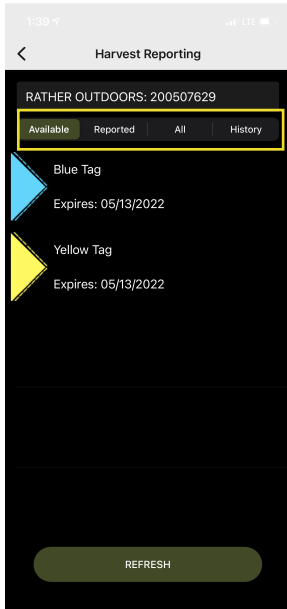 1:39
LTE
Harvest Reporting
RATHER OUTDOORS: 200507629
Available Reported All History
Blue Tag
Expires: 05/13/2022
Yellow Tag
Expires: 05/13/2022
REFRESH